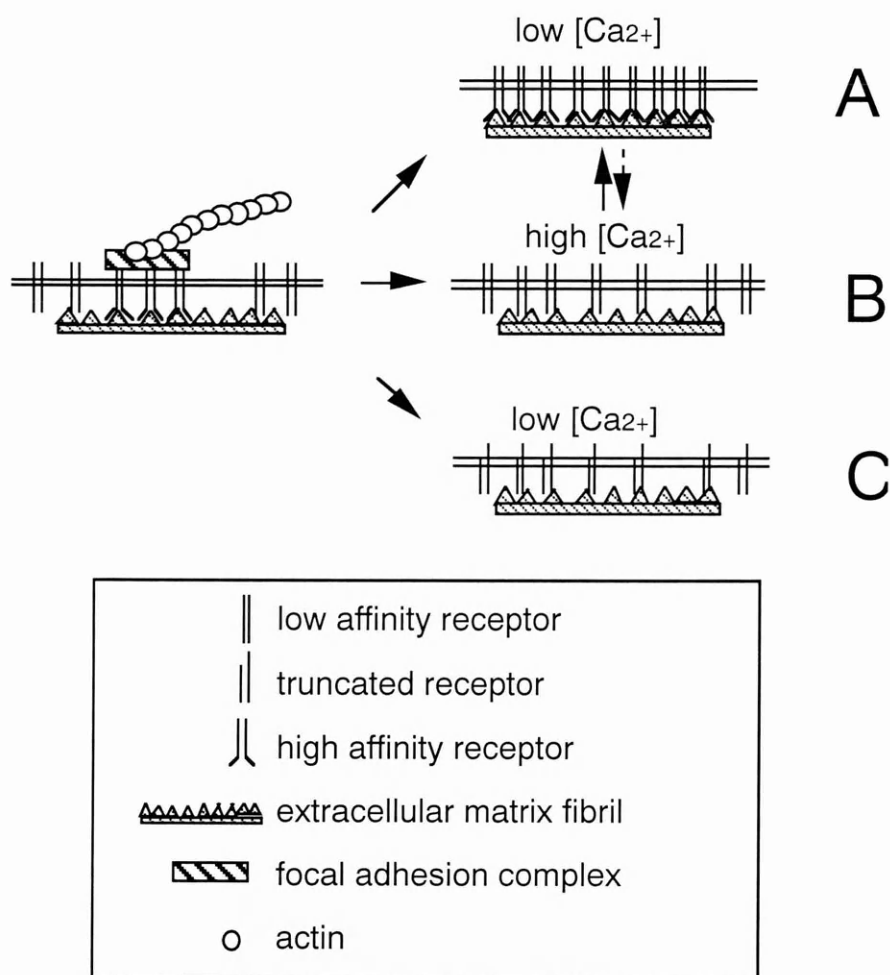 low [Ca2+]
A
high [Ca2+]
B
low [Ca2+]
C
low affinity receptor
truncated receptor
high affinity receptor
extracellular matrix fibril
focal adhesion complex
actin